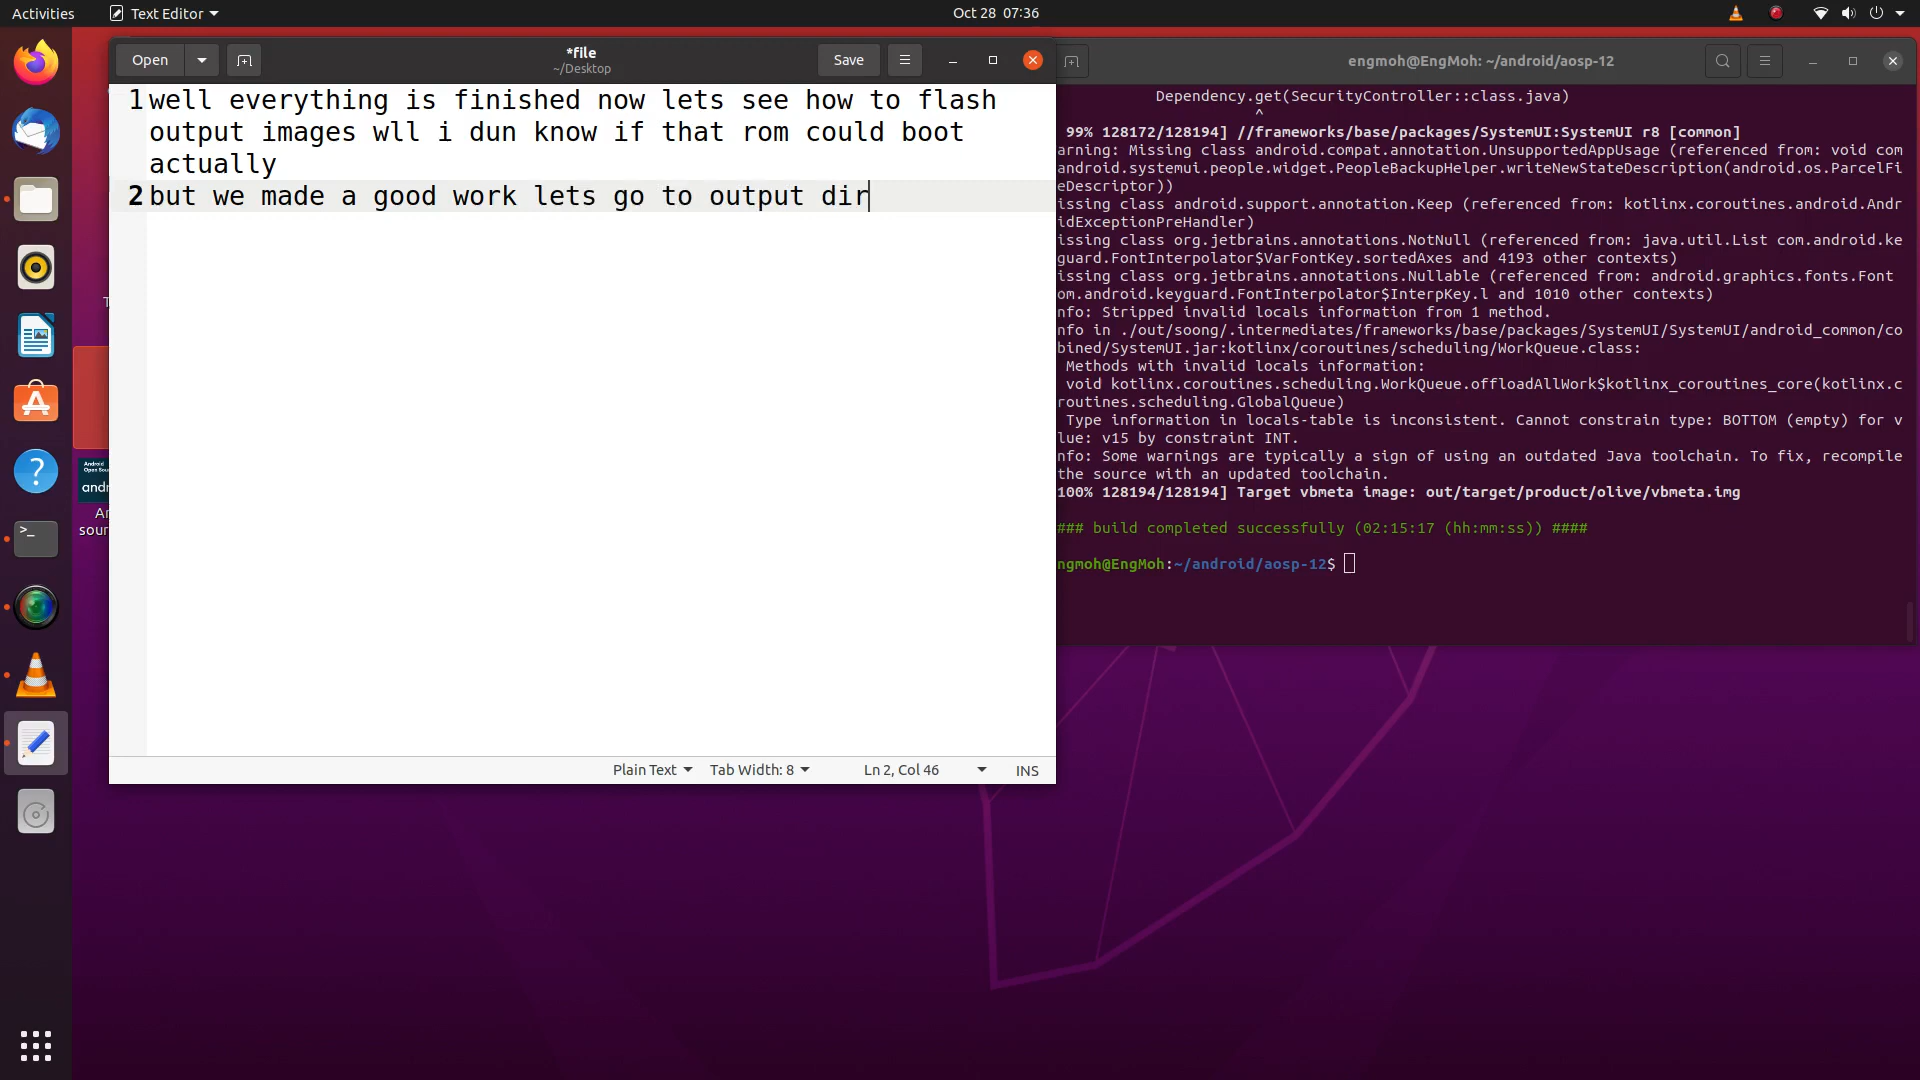 Activities
Text Editor
Oct 28 07:36
Open
*file
~/Desktop
Save
1 well everything is finished now lets see how to flash
output images wll i dun know if that rom could boot
actually
2 but we made a good work lets go to output dir
Plain Text
Tab Width: 8
Ln 2, Col 46
INS
engmoh@EngMoh: ~/android/aosp-12
Dependency.get(SecurityController::class.java)
^
99% 128172/128194] //frameworks/base/packages/SystemUI:SystemUI r8 [common]
arning: Missing class android.compat.annotation.UnsupportedAppUsage (referenced from: void com
android.systemui.people.widget.PeopleBackupHelper.writeNewStateDescription(android.os.ParcelFi
eDescriptor))
issing class android.support.annotation.Keep (referenced from: kotlinx.coroutines.android.Andr
idExceptionPreHandler)
issing class org.jetbrains.annotations.NotNull (referenced from: java.util.List com.android.ke
guard.FontInterpolator$VarFontKey.sortedAxes and 4193 other contexts)
issing class org.jetbrains.annotations.Nullable (referenced from: android.graphics.fonts.Font
om.android.keyguard.FontInterpolator$InterpKey.l and 1010 other contexts)
nfo: Stripped invalid locals information from 1 method.
nfo in ./out/soong/.intermediates/frameworks/base/packages/SystemUI/SystemUI/android_common/co
bined/SystemUI.jar:kotlinx/coroutines/scheduling/WorkQueue.class:
Methods with invalid locals information:
void kotlinx.coroutines.scheduling.WorkQueue.offloadAllWork$kotlinx_coroutines_core(kotlinx.c
routines.scheduling.GlobalQueue)
Type information in locals-table is inconsistent. Cannot constrain type: BOTTOM (empty) for v
lue: v15 by constraint INT.
nfo: Some warnings are typically a sign of using an outdated Java toolchain. To fix, recompile
the source with an updated toolchain.
100% 128194/128194] Target vbmeta image: out/target/product/olive/vbmeta.img
### build completed successfully (02:15:17 (hh:mm:ss)) ####
ngmoh@EngMoh:~/android/aosp-12$
Android
Open Sou
andr
sour